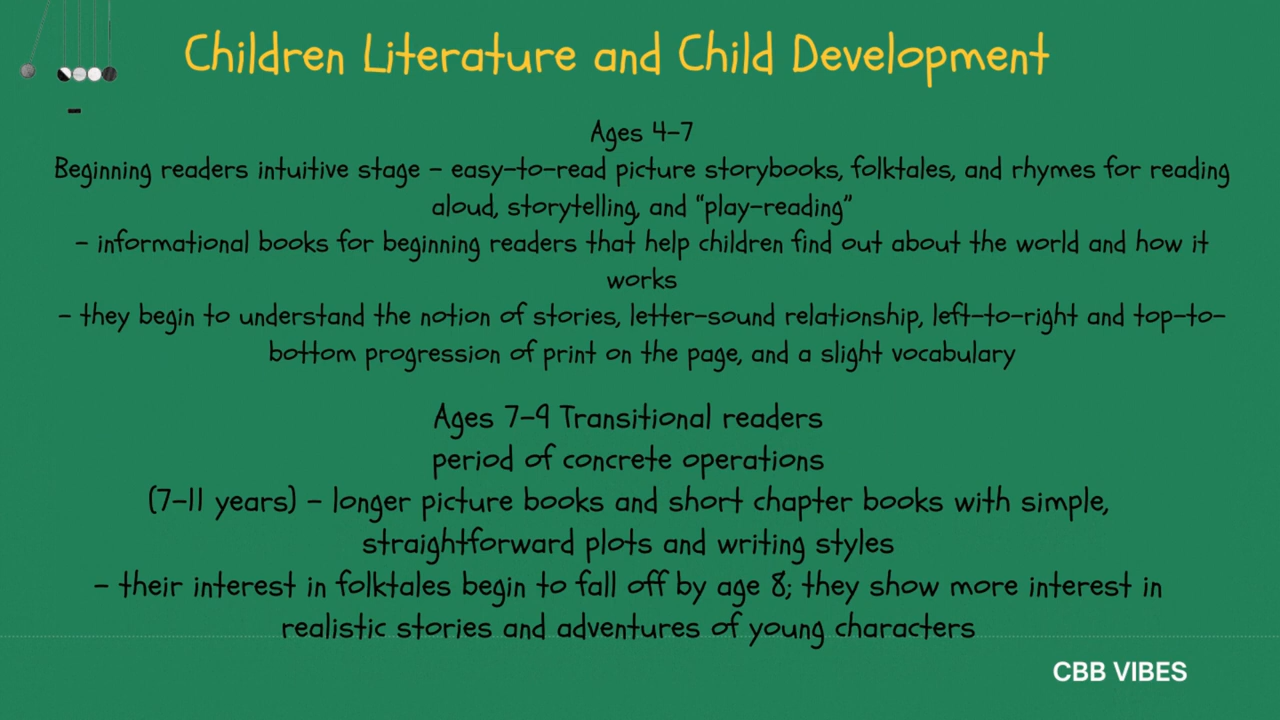 Children Literature and Child Development
-
Ages 4-7
Beginning readers intuitive stage - easy-to-read picture storybooks, folktales, and rhymes for reading
aloud, storytelling, and “play-reading”
- informational books for beginning readers that help children find out about the world and how it
works
- they begin to understand the notion of stories, letter-sound relationship, left-to-right and top-to-
bottom progression of print on the page, and a slight vocabulary
Ages 7-9 Transitional readers
period of concrete operations
(7-11 years) - longer picture books and short chapter books with simple,
straightforward plots and writing styles
- their interest in folktales begin to fall off by age 8; they show more interest in
realistic stories and adventures of young characters
CBB VIBES